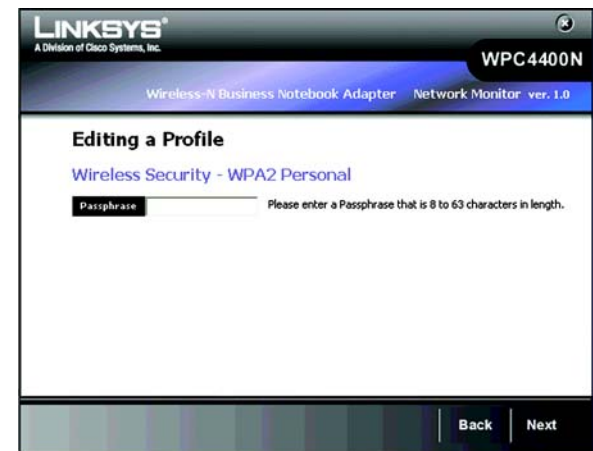 LINKSYS®
A Division of Cisco Systems, Inc.
WPC4400N
Wireless-N Business Notebook Adapter Network Monitor ver. 1.0
Editing a Profile
Wireless Security - WPA2 Personal
Passphrase Please enter a Passphrase that is 8 to 63 characters in length.
Back Next